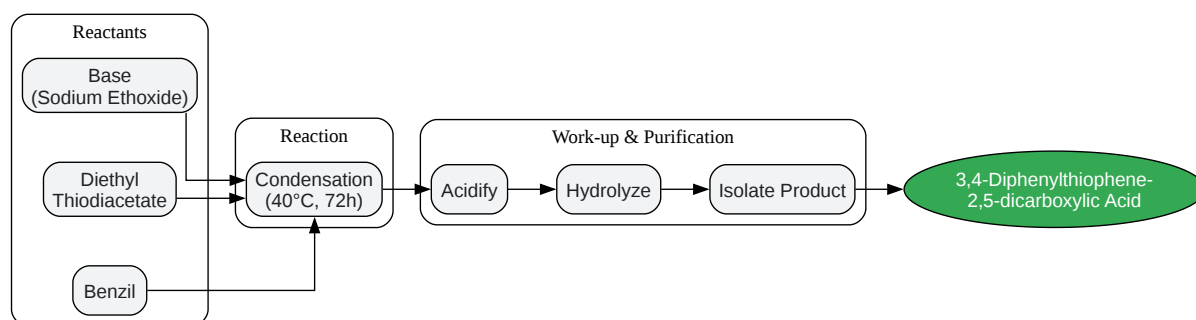 Reactants
Base
(Sodium Ethoxide)
Diethyl
Thiodiacetate
Benzil
Reaction
Condensation
(40°C, 72h)
Work-up & Purification
Acidify
Hydrolyze
Isolate Product
3,4-Diphenylthiophene-
2,5-dicarboxylic Acid